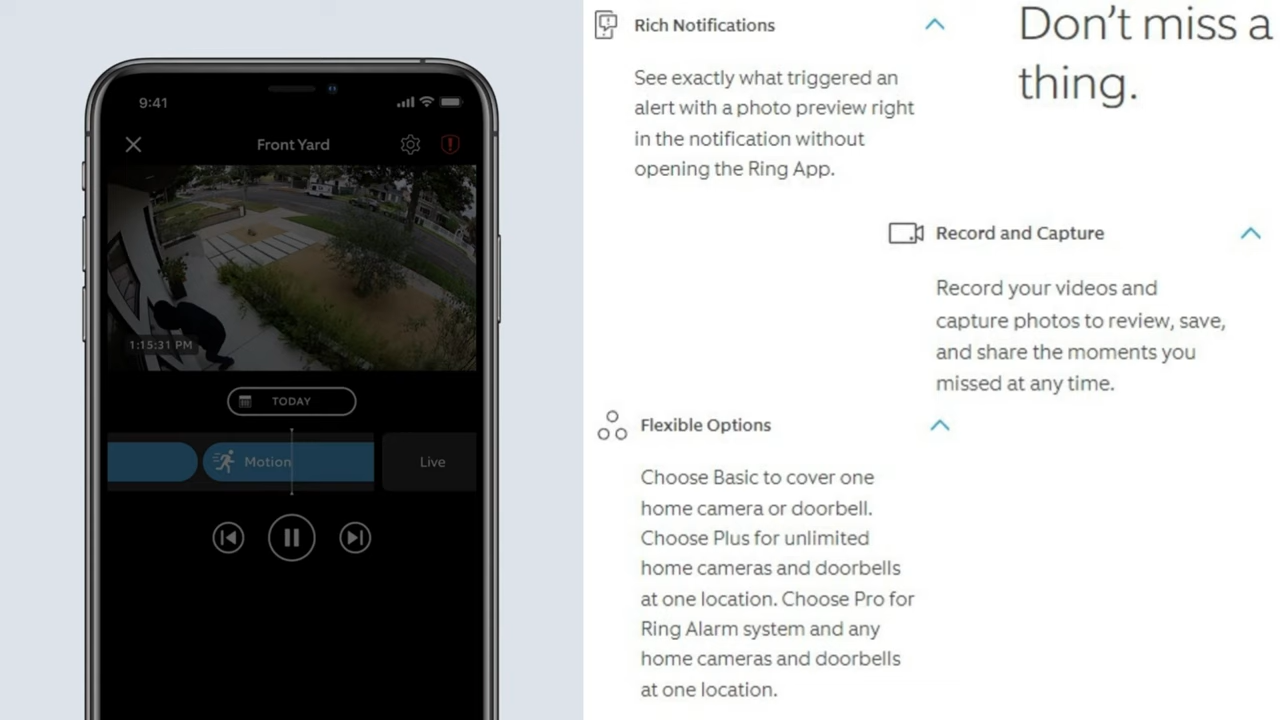 9:41
Front Yard
1:15:31 PM
TODAY
Motion
Live
Rich Notifications
See exactly what triggered an
alert with a photo preview right
in the notification without
opening the Ring App.
Don't miss a
thing.
Record and Capture
Record your videos and
capture photos to review, save,
and share the moments you
missed at any time.
Flexible Options
Choose Basic to cover one
home camera or doorbell.
Choose Plus for unlimited
home cameras and doorbells
at one location. Choose Pro for
Ring Alarm system and any
home cameras and doorbells
at one location.